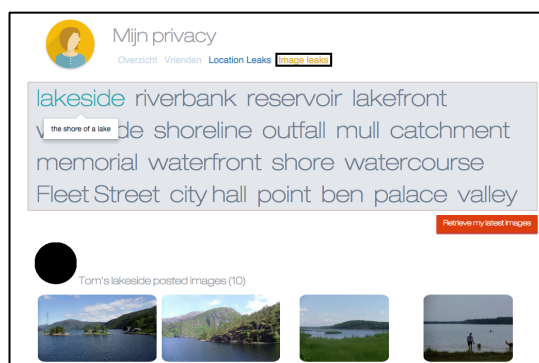 Mijn privacy
Overzicht Vrienden Location Leaks Image leaks
lakeside riverbank reservoir lakefront
the shore of a lake
de shoreline outfall mull catchment
memorial waterfront shore watercourse
Fleet Street city hall point ben palace valley
Retrieve my latest images
Tom's lakeside posted images (10)